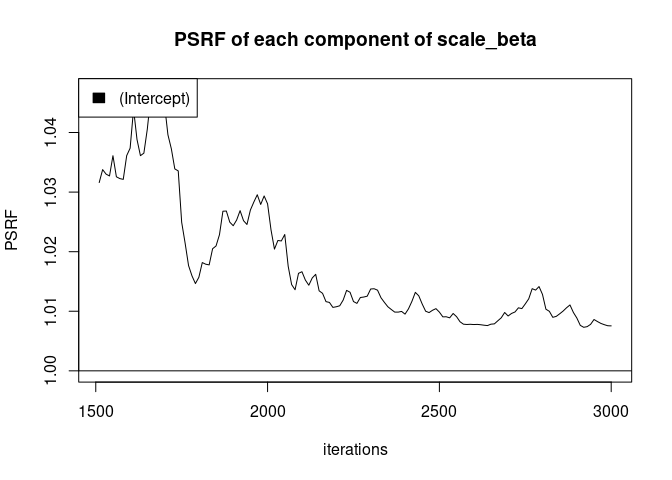 PSRF of each component of scale_beta
(Intercept)
PSRF
1.04
1.03
1.02
1.01
1.00
1500 2000 2500 3000
iterations